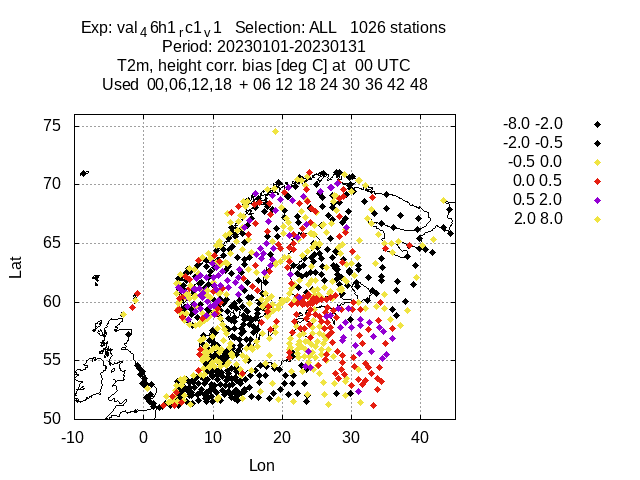 Exp: val_4 6h1_r c1_v 1   Selection: ALL   1026 stations
Period: 20230101-20230131
T2m, height corr. bias [deg C] at  00 UTC
Used  00,06,12,18  + 06 12 18 24 30 36 42 48
75
70
65
60
55
50
Lat
-10 0 10 20 30 40
Lon
-8.0 -2.0
-2.0 -0.5
-0.5 0.0
0.0 0.5
0.5 2.0
2.0 8.0